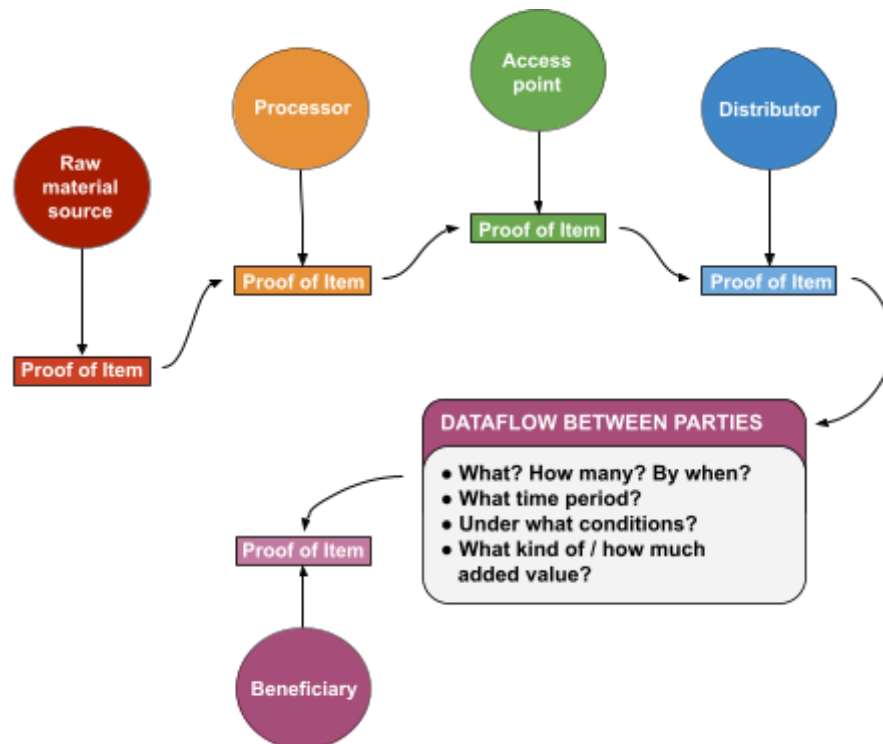 Raw
material
source
Proof of Item
Processor
Proof of Item
Access
point
Proof of Item
Distributor
Proof of Item
DATAFLOW BETWEEN PARTIES
● What? How many? By when?
● What time period?
● Under what conditions?
● What kind of / how much
added value?
Proof of Item
Beneficiary